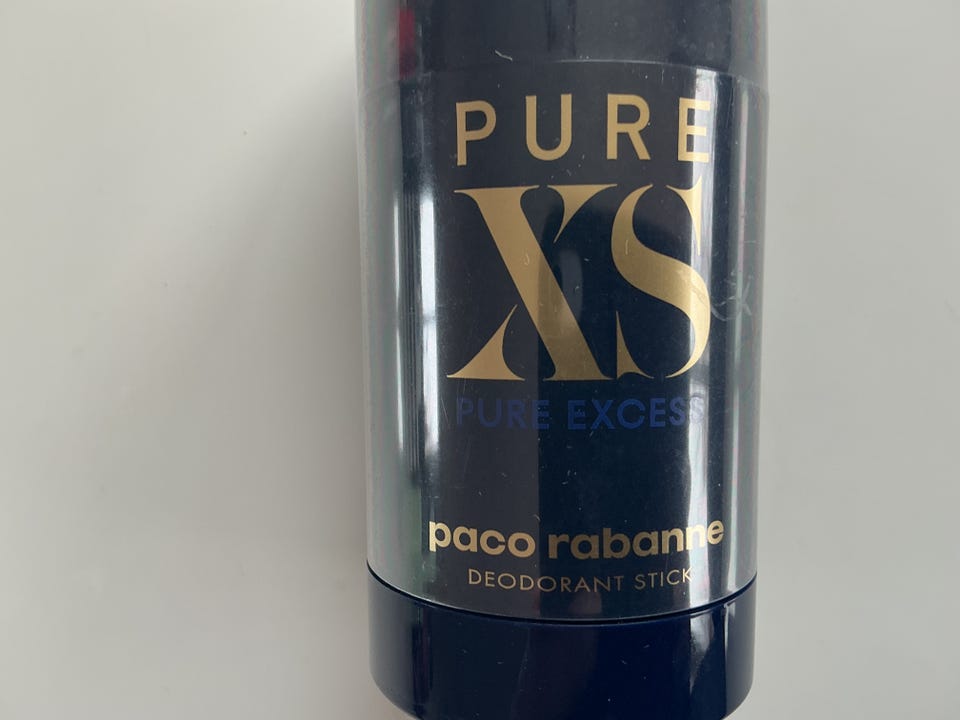 PURE
XS
PURE EXCESS
paco rabanne
DEODORANT STICK